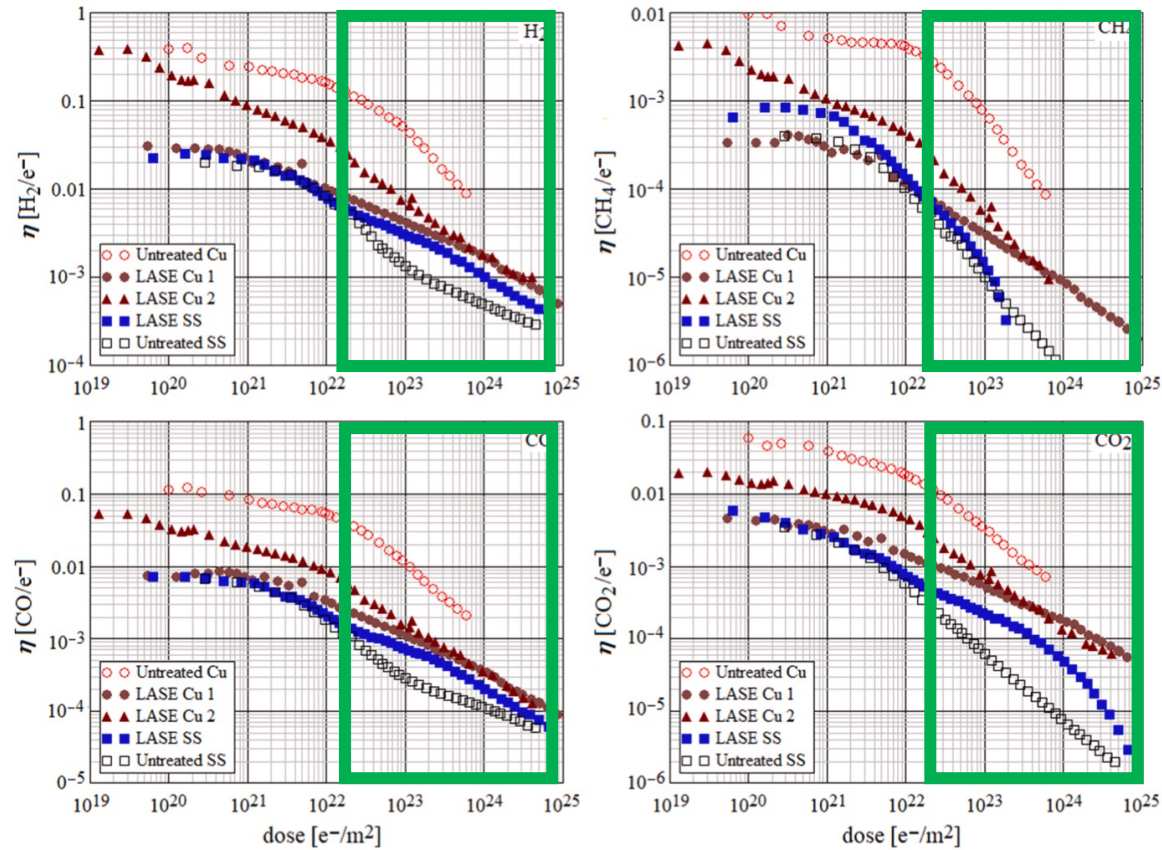 1
0.1
0.01
10⁻³
10⁻⁴
η [H₂/e⁻]
H₂
Untreated Cu
LASE Cu 1
LASE Cu 2
LASE SS
Untreated SS
10¹⁹ 10²⁰ 10²¹ 10²² 10²³ 10²⁴ 10²⁵
0.01
10⁻³
10⁻⁴
10⁻⁵
10⁻⁶
η [CH₄/e⁻]
CH₄
Untreated Cu
LASE Cu 1
LASE Cu 2
LASE SS
Untreated SS
10¹⁹ 10²⁰ 10²¹ 10²² 10²³ 10²⁴ 10²⁵
1
0.1
0.01
10⁻³
10⁻⁴
10⁻⁵
η [CO/e⁻]
CO
Untreated Cu
LASE Cu 1
LASE Cu 2
LASE SS
Untreated SS
10¹⁹ 10²⁰ 10²¹ 10²² 10²³ 10²⁴ 10²⁵
dose [e⁻/m²]
0.1
0.01
10⁻³
10⁻⁴
10⁻⁵
10⁻⁶
η [CO₂/e⁻]
CO₂
Untreated Cu
LASE Cu 1
LASE Cu 2
LASE SS
Untreated SS
10¹⁹ 10²⁰ 10²¹ 10²² 10²³ 10²⁴ 10²⁵
dose [e⁻/m²]